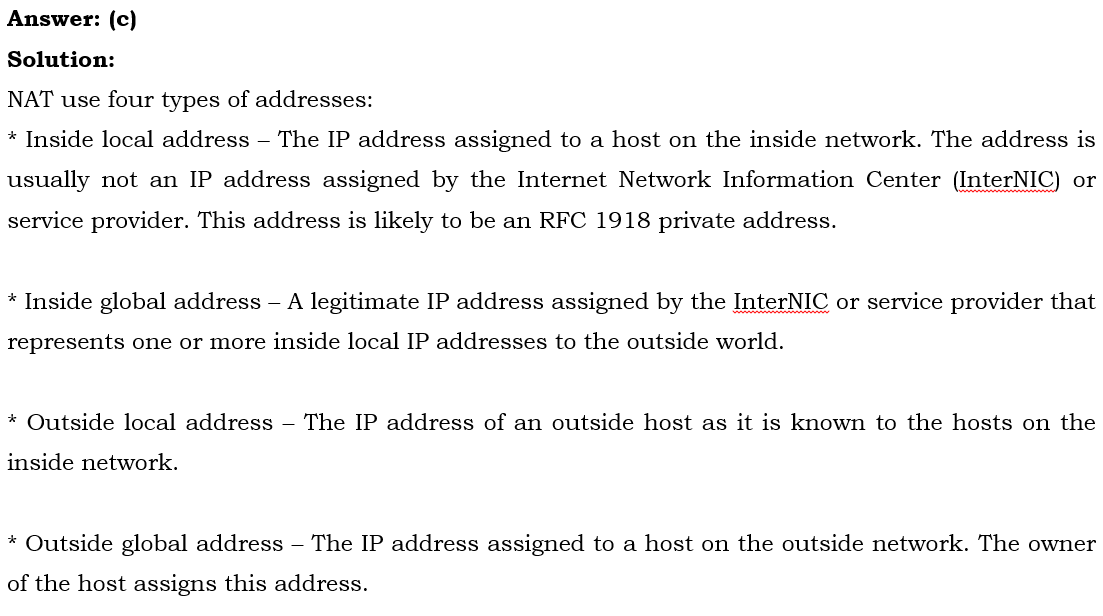 Answer: (c)
Solution:
NAT use four types of addresses:
* Inside local address – The IP address assigned to a host on the inside network. The address is
usually not an IP address assigned by the Internet Network Information Center (InterNIC) or
service provider. This address is likely to be an RFC 1918 private address.
* Inside global address – A legitimate IP address assigned by the InterNIC or service provider that
represents one or more inside local IP addresses to the outside world.
* Outside local address – The IP address of an outside host as it is known to the hosts on the
inside network.
* Outside global address – The IP address assigned to a host on the outside network. The owner
of the host assigns this address.